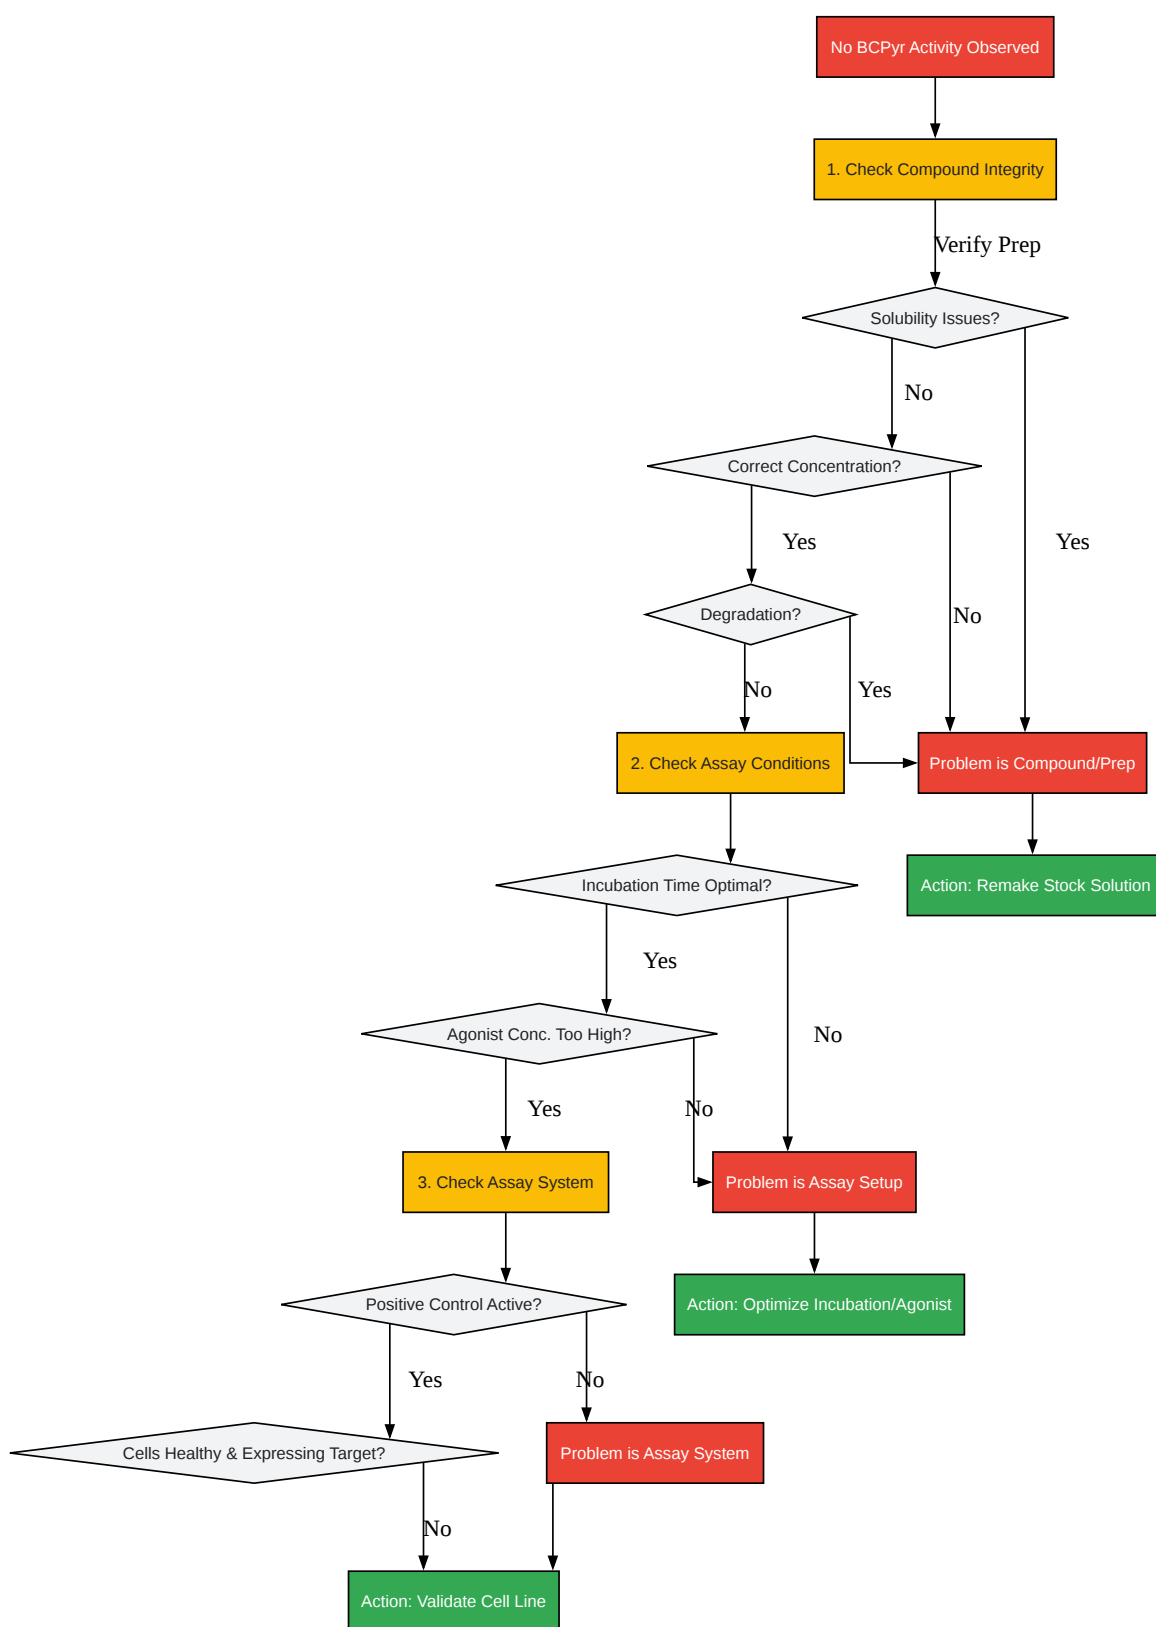 No BCPyr Activity Observed
1. Check Compound Integrity
Verify Prep
Solubility Issues?
No
Correct Concentration?
Yes
Yes
Degradation?
No
No
Yes
2. Check Assay Conditions
Problem is Compound/Prep
Incubation Time Optimal?
Action: Remake Stock Solution
Yes
Agonist Conc. Too High?
No
Yes
No
3. Check Assay System
Problem is Assay Setup
Positive Control Active?
Action: Optimize Incubation/Agonist
Yes
No
Cells Healthy & Expressing Target?
Problem is Assay System
No
Action: Validate Cell Line